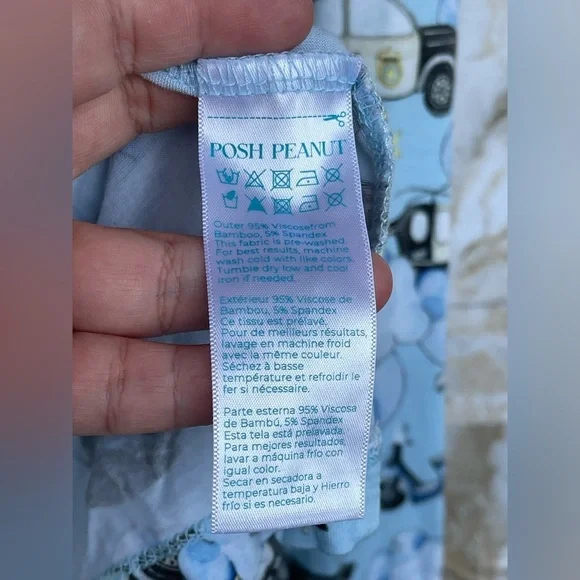 POSH PEANUT
Outer 95% Viscosefrom
Bamboo, 5% Spandex
This fabric is pre-washed.
For best results, machine
wash cold with like colors.
Tumble dry low and cool
iron if needed.
Extérieur 95% Viscose de
Bambou, 5% Spandex
Ce tissu est prélavé.
Pour de meilleurs résultats,
lavage en machine froid
avec la même couleur.
Séchez à basse
température et refroidir le
fer si nécessaire.
Parte esterna 95% Viscosa
de Bambú, 5% Spandex
Esta tela está prelavada.
Para mejores resultados,
lavar a máquina frío con
igual color.
Secar en secadora a
temperatura baja y Hierro
frío si es necesario.